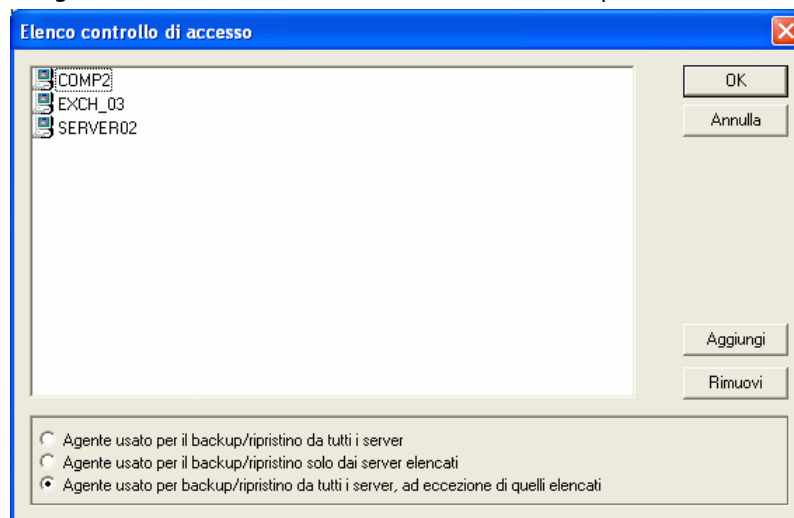 Elenco controllo di accesso
COMP2
EXCH_03
SERVER02
OK
Annulla
Aggiungi
Rimuovi
Agente usato per il backup/ripristino da tutti i server
Agente usato per il backup/ripristino solo dai server elencati
Agente usato per backup/ripristino da tutti i server, ad eccezione di quelli elencati